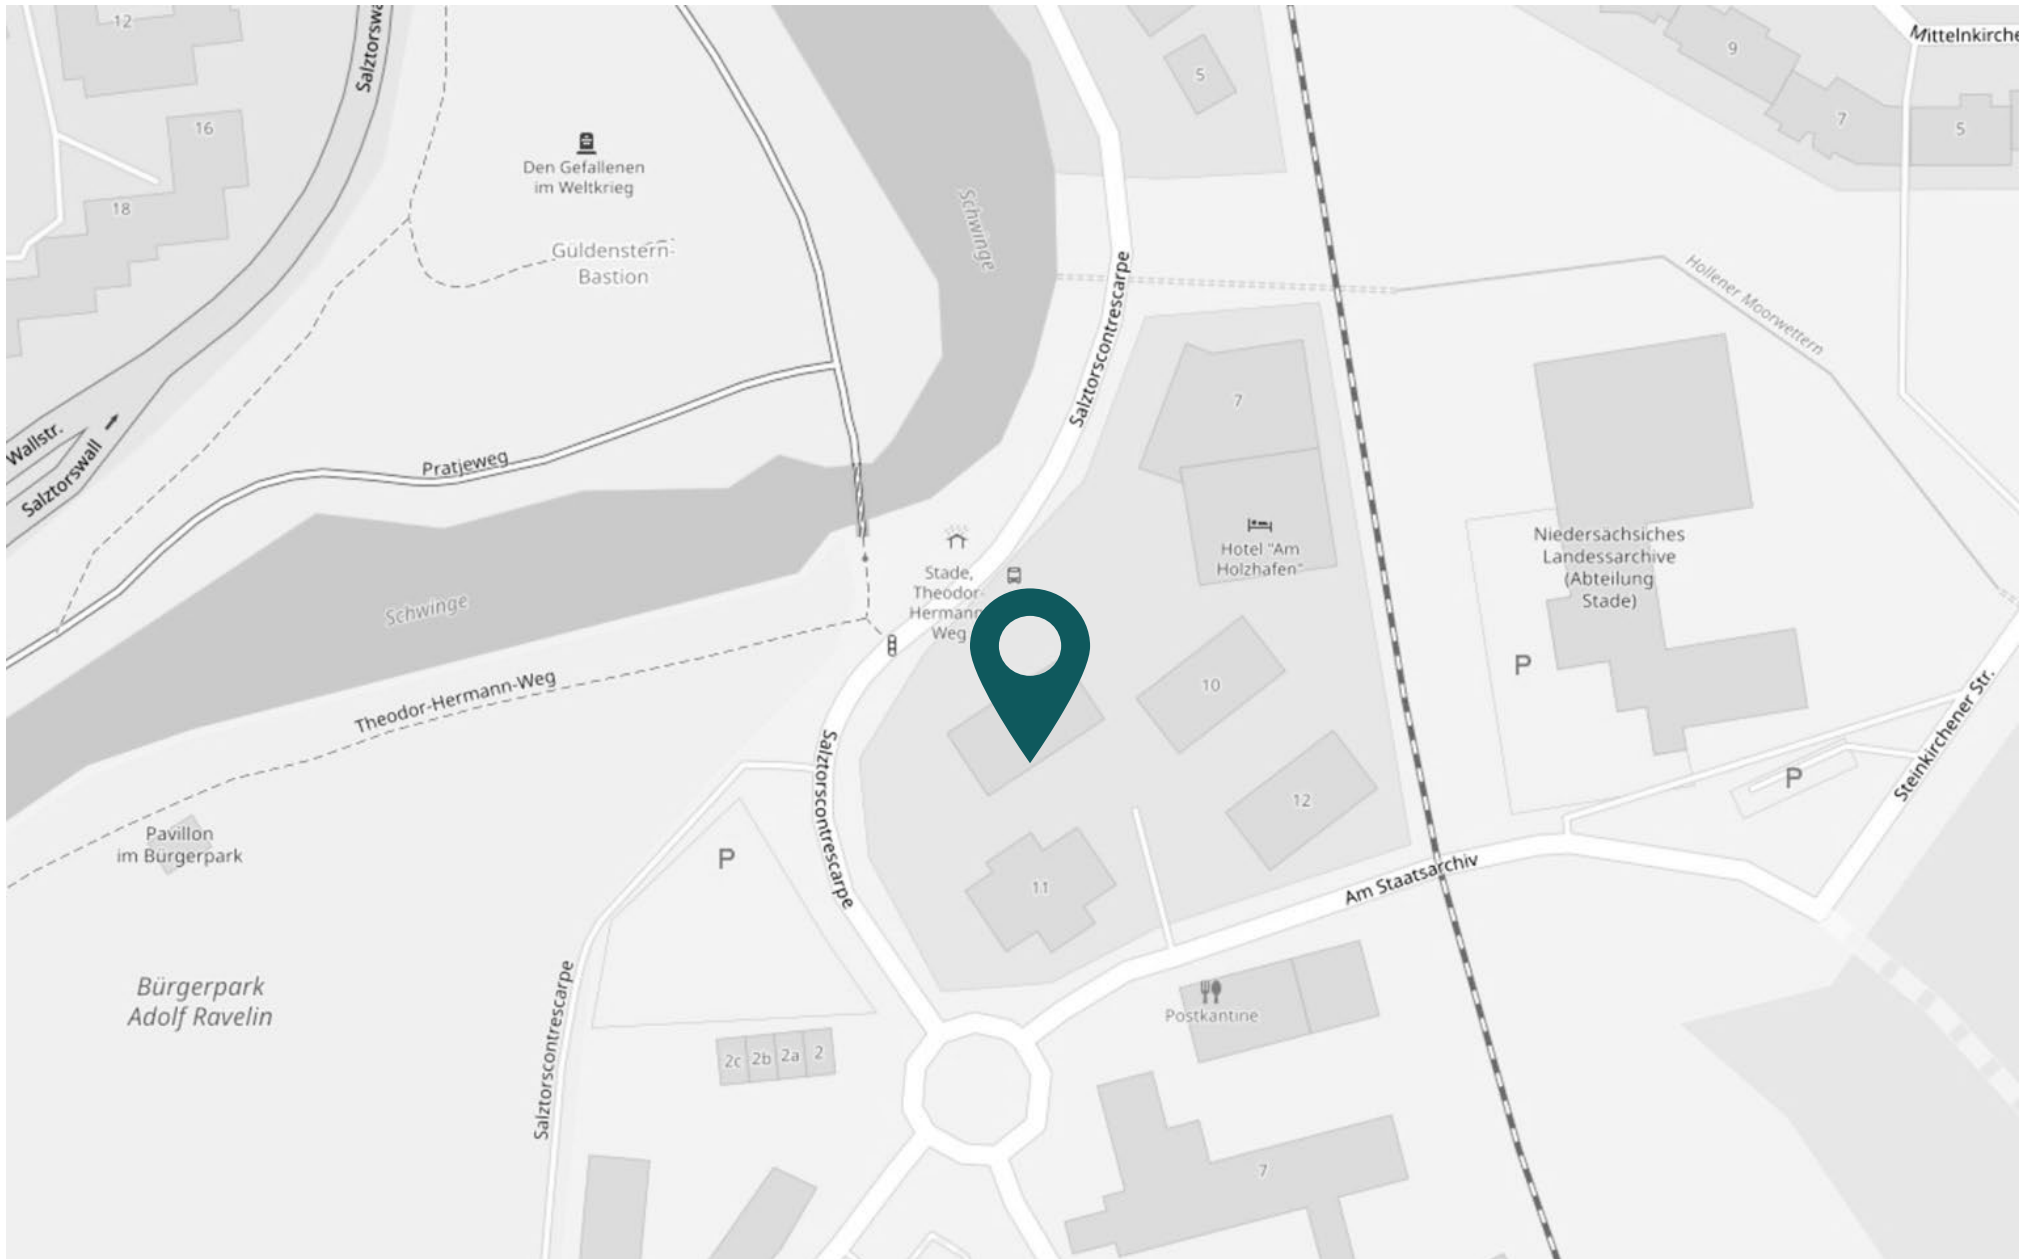 12
Salztorswa
5
9
Mittelnkirche
7
5
16
18
Den Gefallenen
im Weltkrieg
Güldenstern-
Bastion
Schwinge
Salztorscontrescarpe
Hollener Moorwettern
7
Wallstr.
Salztorswall
Pratjeweg
Hotel "Am
Holzhafen"
Niedersächsisches
Landessarchive
(Abteilung
Stade)
Stade,
Theodor-
Hermann
Weg
Schwinge
Theodor-Hermann-Weg
10
P
Steinkirchener Str.
Salztorscontrescarpe
12
P
Pavillon
im Bürgerpark
P
11
Am Staatsarchiv
Bürgerpark
Adolf Ravelin
Salztorscontrescarpe
Postkantine
2c 2b 2a 2
7